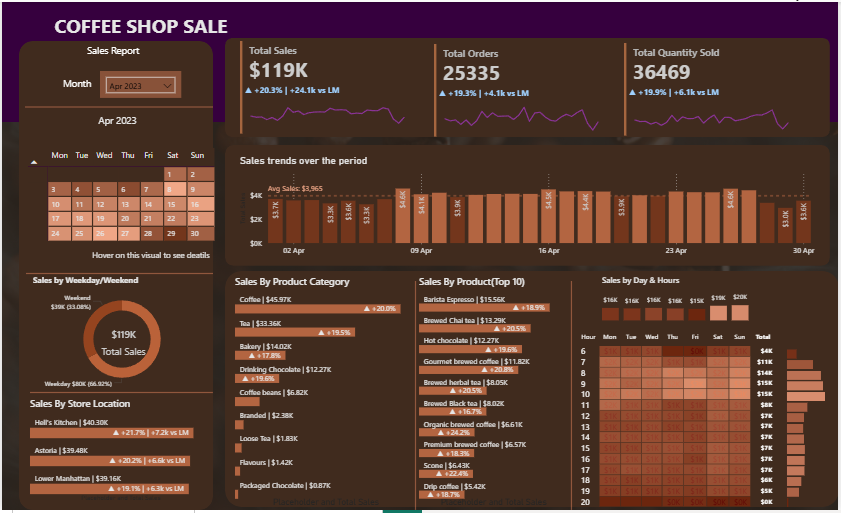 COFFEE SHOP SALE
Sales Report
Month
Apr 2023
Apr 2023
Mon Tue Wed Thu Fri Sat Sun
1 2
3 4 5 6 7 8 9
10 11 12 13 14 15 16
17 18 19 20 21 22 23
24 25 26 27 28 29 30
Hover on this visual to see deatils
Sales by Weekday/Weekend
Weekend
$39K (33.08%)
$119K
Total Sales
Weekday $80K (66.92%)
Sales By Store Location
Hell's Kitchen | $40.30K
▲ +21.7% | +7.2k vs LM
Astoria | $39.48K
▲ +20.2% | +6.6k vs LM
Lower Manhattan | $39.16K
▲ +19.1% | +6.3k vs LM
Total Sales
$119K
▲ +20.3% | +24.1k vs LM
Total Orders
25335
▲ +19.3% | +4.1k vs LM
Total Quantity Sold
36469
▲ +19.9% | +6.1k vs LM
Sales trends over the period
Avg Sales: $3,965
$4K
$2K
$0K
$3.7K $3.3K $3.6K $3.3K $4.6K $4.1K $3.9K $4.5K $4.4K $3.9K $4.6K $3.0K $3.6K
02 Apr 09 Apr 16 Apr 23 Apr 30 Apr
Sales By Product Category
Coffee | $45.97K
▲ +20.0%
Tea | $33.36K
▲ +19.5%
Bakery | $14.02K
▲ +17.8%
Drinking Chocolate | $12.27K
▲ +19.6%
Coffee beans | $6.82K
Branded | $2.38K
Loose Tea | $1.83K
Flavours | $1.42K
Packaged Chocolate | $0.87K
Sales By Product(Top 10)
Barista Espresso | $15.56K
▲ +18.9%
Brewed Chai tea | $13.29K
▲ +20.5%
Hot chocolate | $12.27K
▲ +19.6%
Gourmet brewed coffee | $11.82K
▲ +20.8%
Brewed herbal tea | $8.05K
▲ +20.5%
Brewed Black tea | $8.02K
▲ +16.7%
Organic brewed coffee | $6.61K
▲ +24.2%
Premium brewed coffee | $6.57K
▲ +18.3%
Scone | $6.43K
▲ +22.4%
Drip coffee | $5.42K
▲ +18.7%
Sales by Day & Hours
$16K $16K $16K $16K $15K $19K $20K
Hour Mon Tue Wed Thu Fri Sat Sun Total
6 $4K
7 $11K
8 $14K
9 $15K
10 $15K
11 $8K
12 $7K
13 $7K
14 $7K
15 $7K
16 $7K
17 $7K
18 $6K
19 $5K
20 $0K